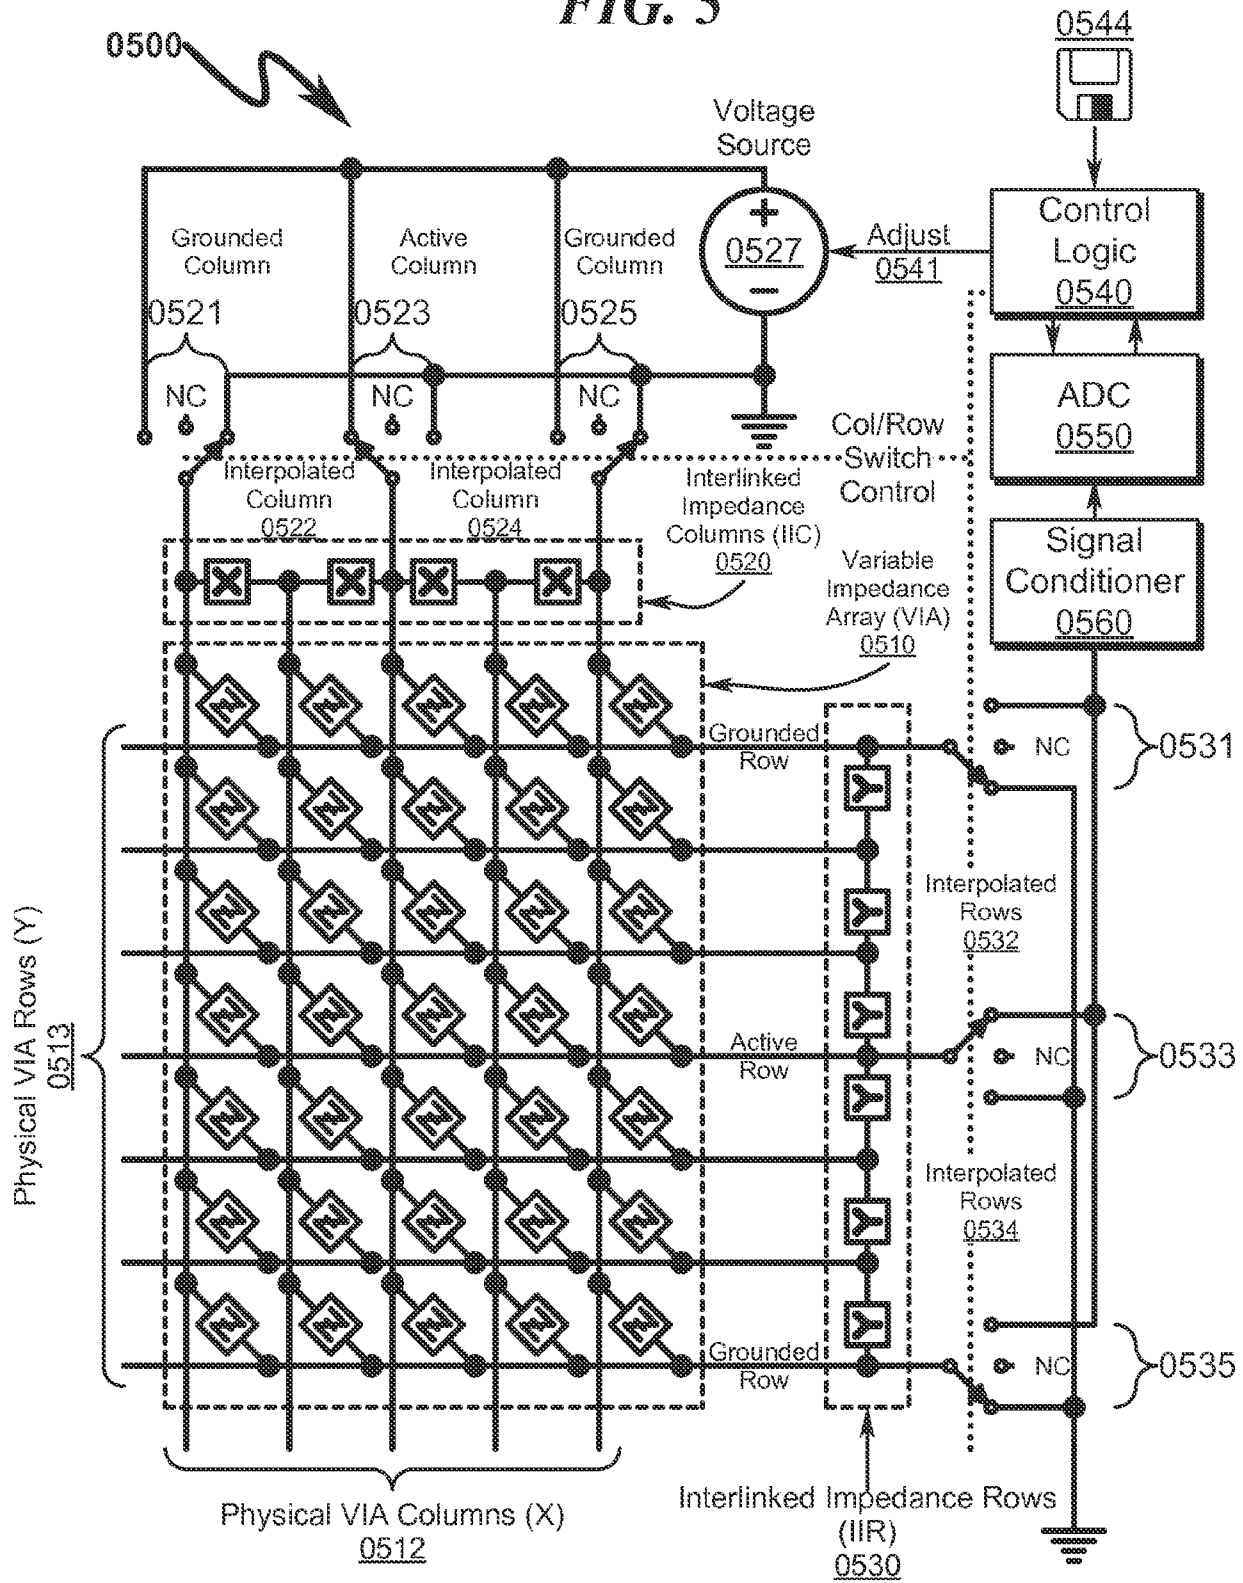 FIG. 5
0500
0544
Voltage
Source
Grounded
Column
Active
Column
Grounded
Column
+
0527
−
Adjust
0541
Control
Logic
0540
0521
0523
0525
NC
NC
NC
ADC
0550
Col/Row
Switch
Control
Interpolated
Column
0522
Interpolated
Column
0524
Interlinked
Impedance
Columns (IIC)
0520
Signal
Conditioner
0560
X X X X
Variable
Impedance
Array (VIA)
0510
Z Z Z Z Z
Grounded
Row
NC
0531
Y
Z Z Z Z Z
Z Z Z Z Z
Y
Interpolated
Rows
0532
Physical VIA Rows (Y)
0513
Z Z Z Z Z
Y
Active
Row
NC
0533
Z Z Z Z Z
Y
Interpolated
Rows
0534
Z Z Z Z Z
Y
Z Z Z Z Z
Y
Grounded
Row
NC
0535
Physical VIA Columns (X)
0512
Interlinked Impedance Rows
(IIR)
0530